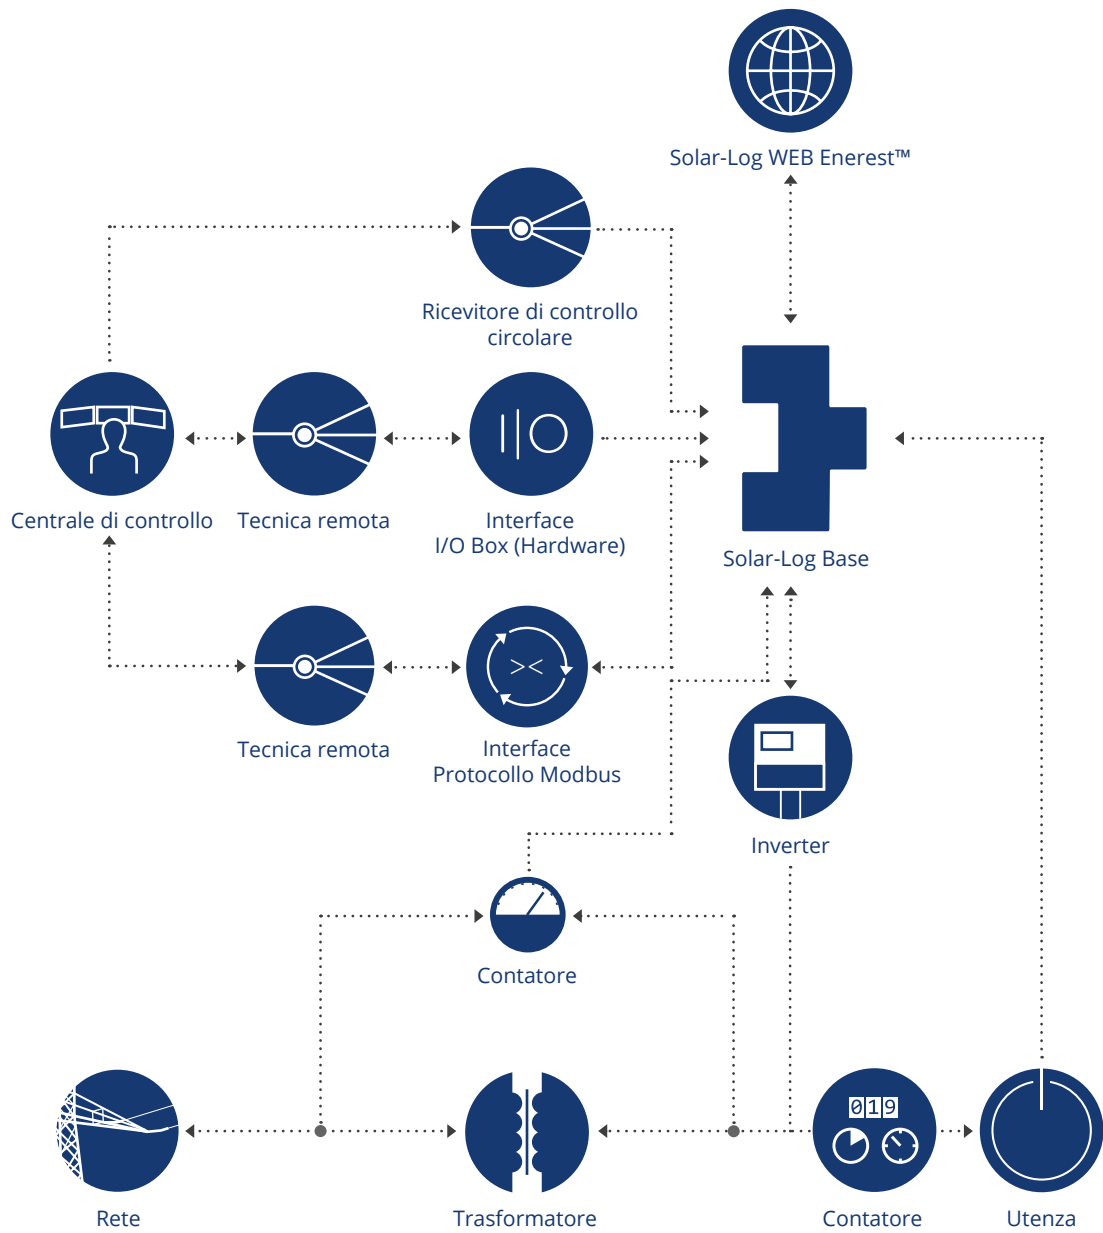 Solar-Log WEB Enerest™
Ricevitore di controllo
circolare
Centrale di controllo
Tecnica remota
Interface
I/O Box (Hardware)
Solar-Log Base
Tecnica remota
Interface
Protocollo Modbus
Inverter
Contatore
019
Rete
Trasformatore
Contatore
Utenza